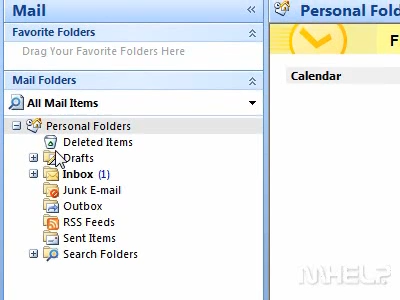 Mail
Favorite Folders
Drag Your Favorite Folders Here
Mail Folders
All Mail Items
Personal Folders
Deleted Items
Drafts
Inbox (1)
Junk E-mail
Outbox
RSS Feeds
Sent Items
Search Folders
Personal Fold
F
Calendar
MHELP